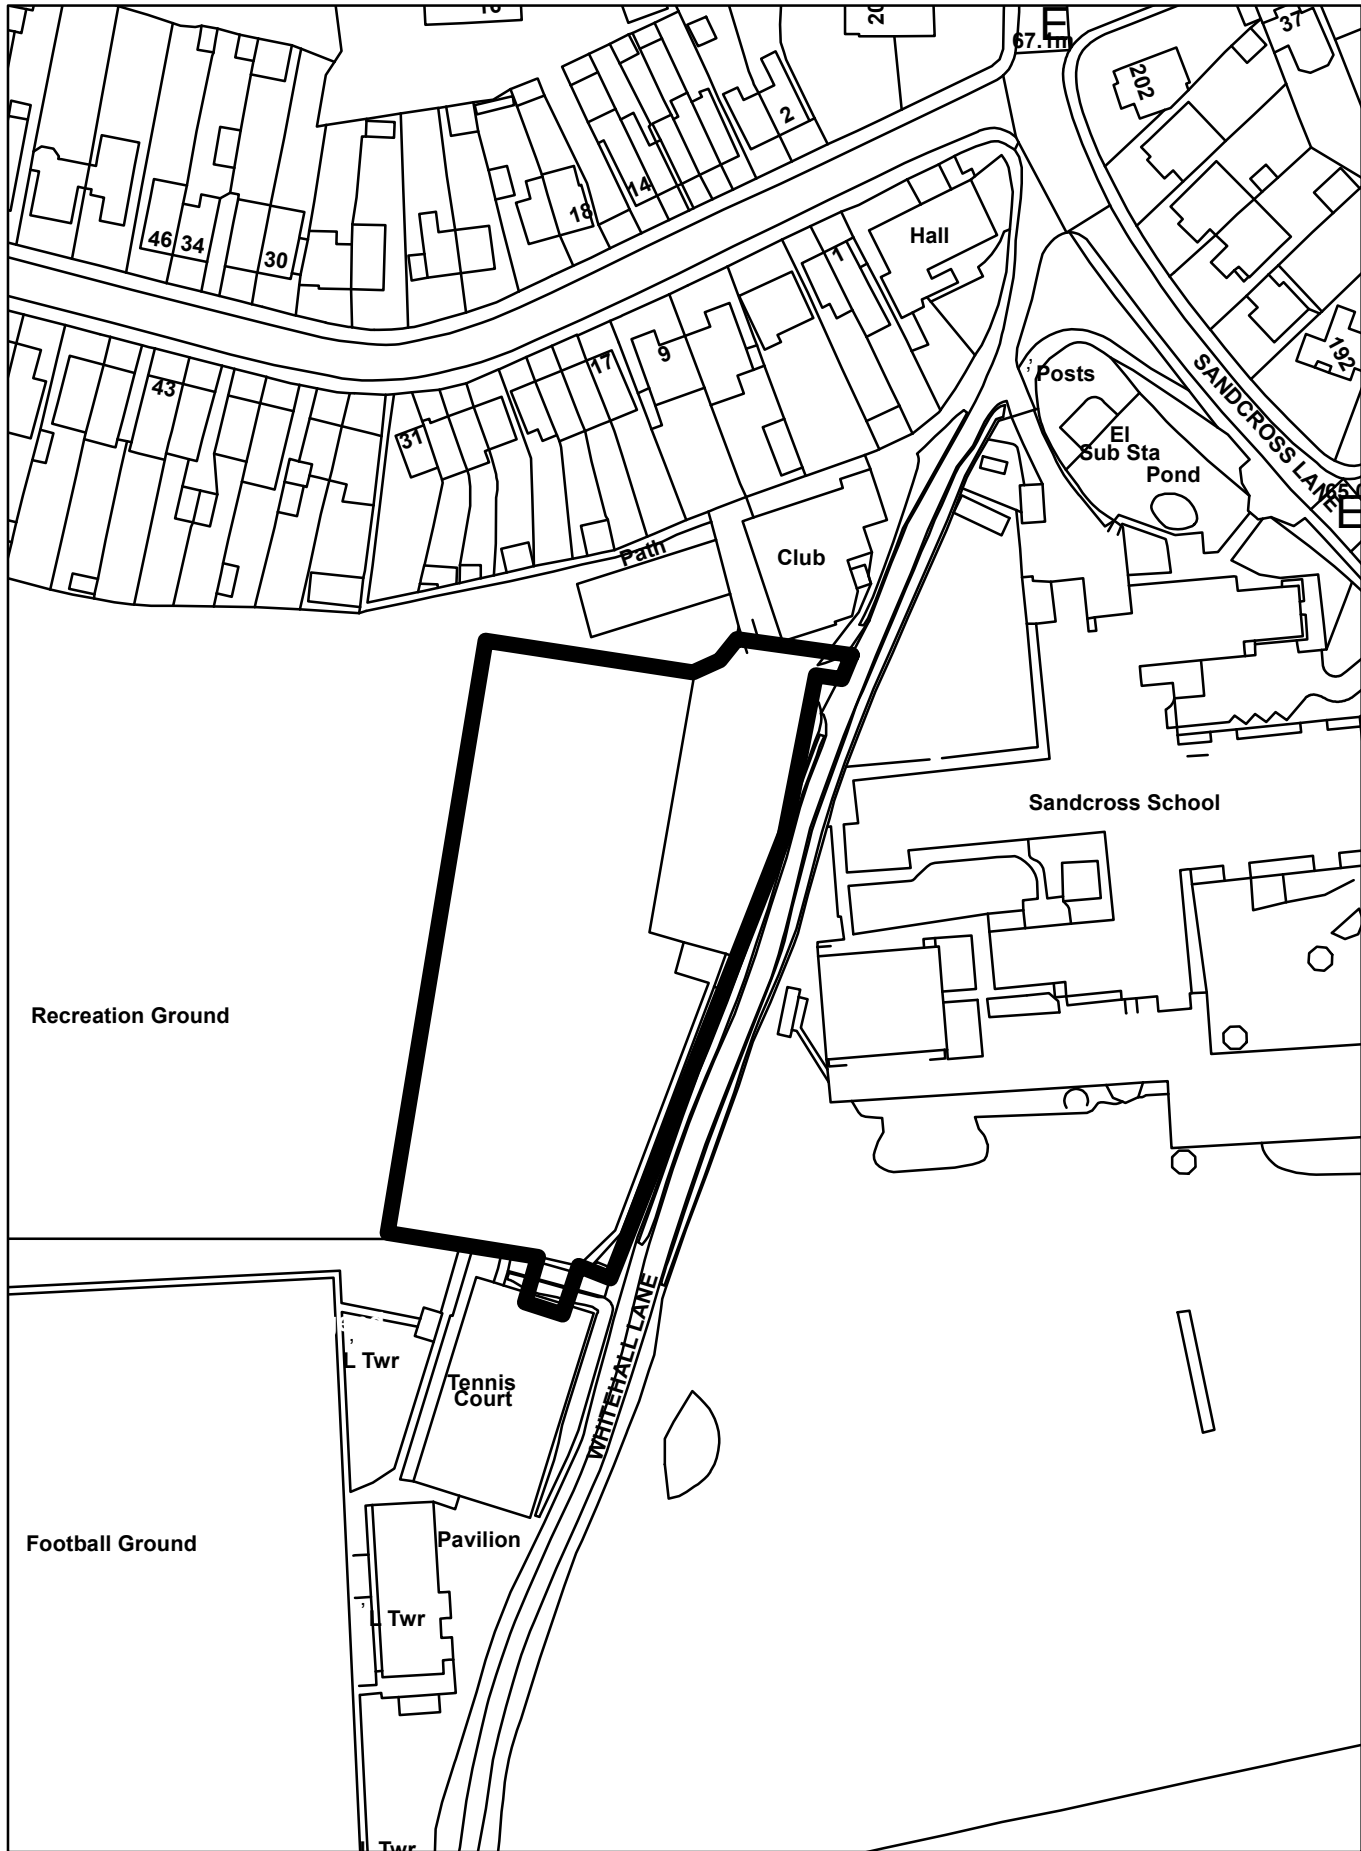 37
67.1m
202
2
14
18
46
34
30
Hall
1
17
9
43
31
192
Posts
SANDCROSS LANE
El
Sub Sta
Pond
Path
Club
Sandcross School
Recreation Ground
WHITEHALL LANE
L Twr
Tennis
Court
Football Ground
Pavilion
L Twr
L Twr